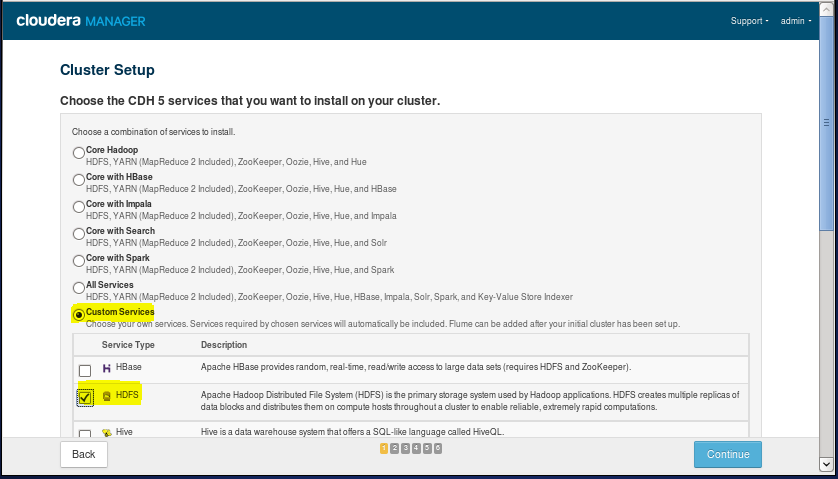 cloudera MANAGER
Support admin
Cluster Setup
Choose the CDH 5 services that you want to install on your cluster.
Choose a combination of services to install.
Core Hadoop
HDFS, YARN (MapReduce 2 Included), ZooKeeper, Oozie, Hive, and Hue
Core with HBase
HDFS, YARN (MapReduce 2 Included), ZooKeeper, Oozie, Hive, Hue, and HBase
Core with Impala
HDFS, YARN (MapReduce 2 Included), ZooKeeper, Oozie, Hive, Hue, and Impala
Core with Search
HDFS, YARN (MapReduce 2 Included), ZooKeeper, Oozie, Hive, Hue, and Solr
Core with Spark
HDFS, YARN (MapReduce 2 Included), ZooKeeper, Oozie, Hive, Hue, and Spark
All Services
HDFS, YARN (MapReduce 2 Included), ZooKeeper, Oozie, Hive, Hue, HBase, Impala, Solr, Spark, and Key-Value Store Indexer
Custom Services
Choose your own services. Services required by chosen services will automatically be included. Flume can be added after your initial cluster has been set up.
Service Type Description
HBase Apache HBase provides random, real-time, read/write access to large data sets (requires HDFS and ZooKeeper).
HDFS Apache Hadoop Distributed File System (HDFS) is the primary storage system used by Hadoop applications. HDFS creates multiple replicas of
data blocks and distributes them on compute hosts throughout a cluster to enable reliable, extremely rapid computations.
Hive Hive is a data warehouse system that offers a SQL-like language called HiveQL.
Back 1 2 3 4 5 6 Continue